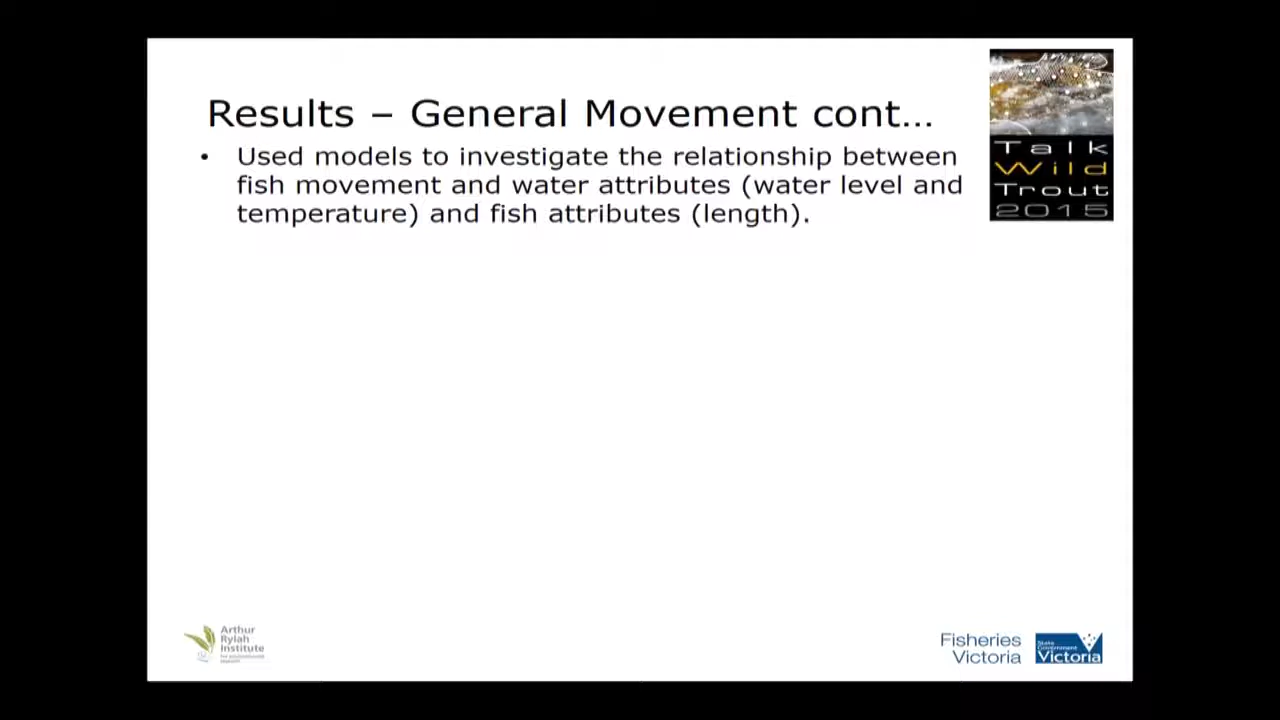 Results – General Movement cont…
• Used models to investigate the relationship between
fish movement and water attributes (water level and
temperature) and fish attributes (length).
Talk
Wild
Trout
2015
Arthur
Rylah
Institute
Fisheries
Victoria
State
Government
Victoria